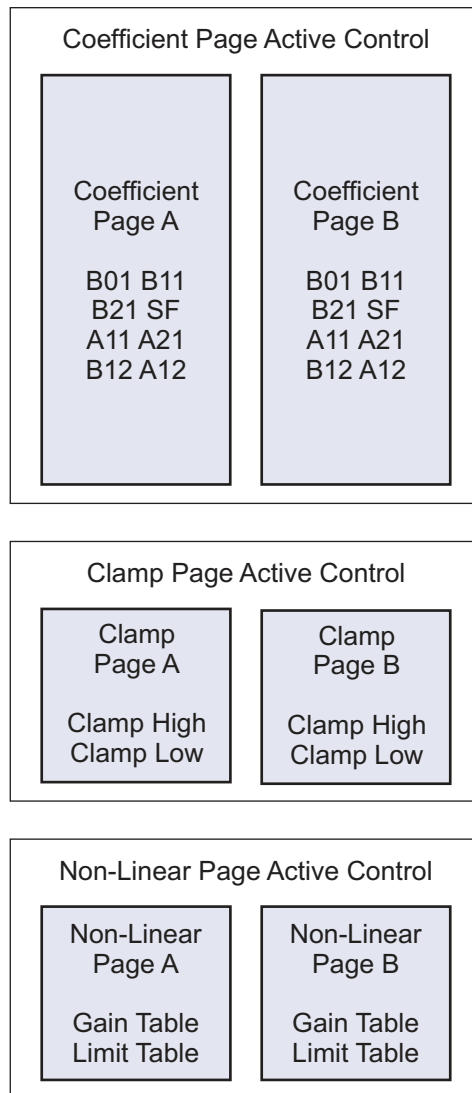 Coefficient Page Active Control
Coefficient
Page A
B01 B11
B21 SF
A11 A21
B12 A12
Coefficient
Page B
B01 B11
B21 SF
A11 A21
B12 A12
Clamp Page Active Control
Clamp
Page A
Clamp High
Clamp Low
Clamp
Page B
Clamp High
Clamp Low
Non-Linear Page Active Control
Non-Linear
Page A
Gain Table
Limit Table
Non-Linear
Page B
Gain Table
Limit Table